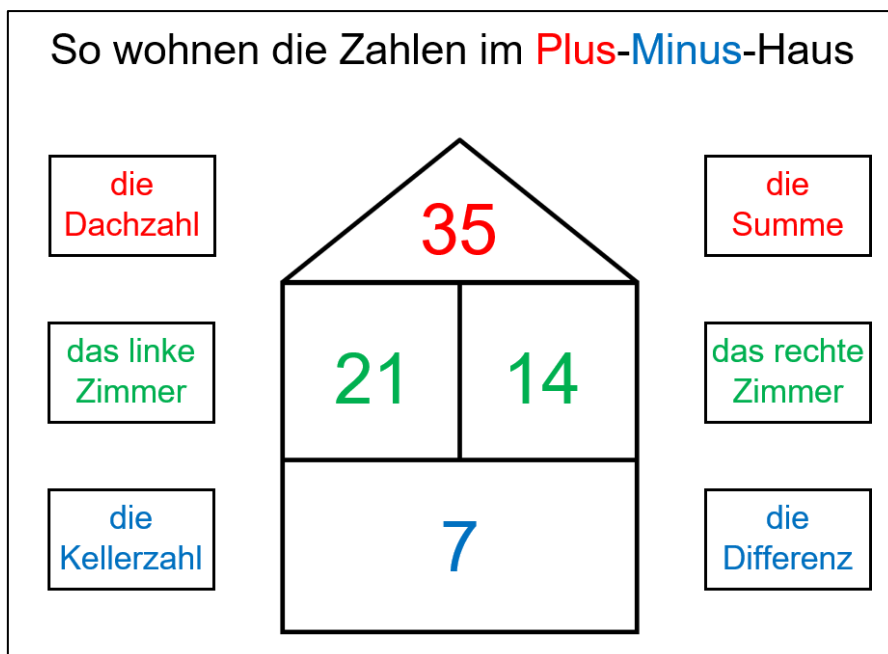 So wohnen die Zahlen im Plus-Minus-Haus
die
Dachzahl
35
die
Summe
das linke
Zimmer
21
14
das rechte
Zimmer
die
Kellerzahl
7
die
Differenz